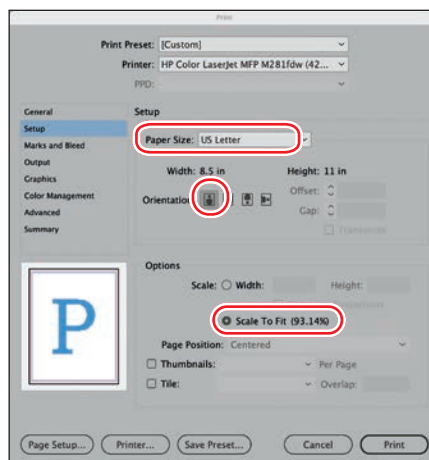 Print
Print Preset: [Custom]
Printer: HP Color LaserJet MFP M281fdw (42...
PPD:
General
Setup
Marks and Bleed
Output
Graphics
Color Management
Advanced
Summary
Setup
Paper Size: US Letter
Width: 8.5 in Height: 11 in
Orientation: Offset:
Gap:
Transpose
P
Options
Scale: Width: Height:
Scale To Fit (93.14%)
Page Position: Centered
Thumbnails: Per Page
Tile: Overlap:
Page Setup... Printer... Save Preset... Cancel Print